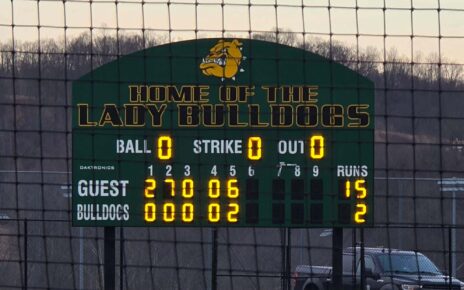 HOME OF THE
LADY BULLDOGS
BALL 0 STRIKE 0 OUT 0
DAKTRONICS 1 2 3 4 5 6 7 8 9 RUNS
GUEST 2 7 0 0 6 15
BULLDOGS 0 0 0 0 2 2